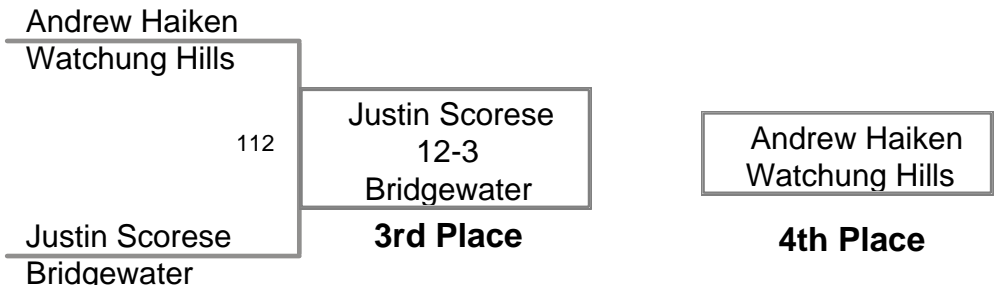 Andrew Haiken
Watchung Hills
112
Justin Scorese
12-3
Bridgewater
3rd Place
Justin Scorese
Bridgewater
Andrew Haiken
Watchung Hills
4th Place